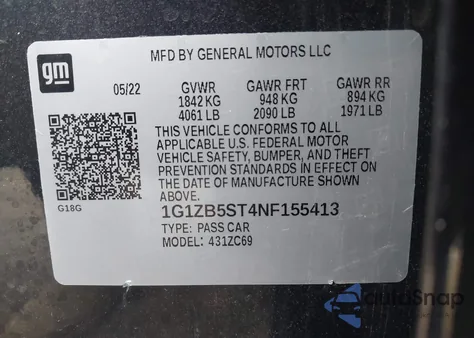 gm
MFD BY GENERAL MOTORS LLC
05/22 GVWR GAWR FRT GAWR RR
1842 KG 948 KG 894 KG
4061 LB 2090 LB 1971 LB
THIS VEHICLE CONFORMS TO ALL
APPLICABLE U.S. FEDERAL MOTOR
VEHICLE SAFETY, BUMPER, AND THEFT
PREVENTION STANDARDS IN EFFECT ON
THE DATE OF MANUFACTURE SHOWN
ABOVE.
G18G
1G1ZB5ST4NF155413
TYPE: PASS CAR
MODEL: 431ZC69
autoSnap